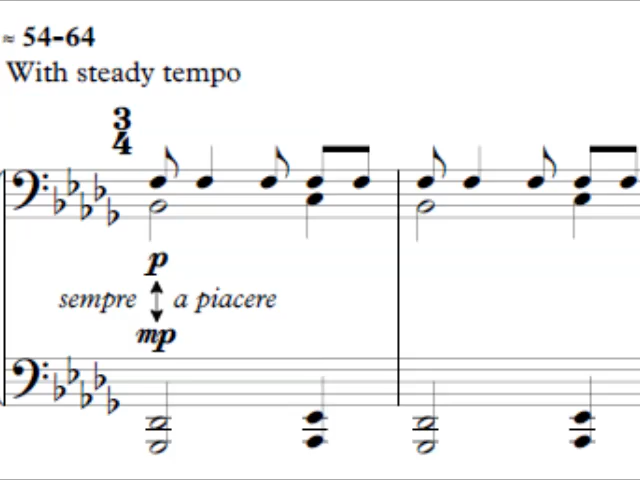 ≈ 54-64
With steady tempo
3
4
p
sempre a piacere
mp